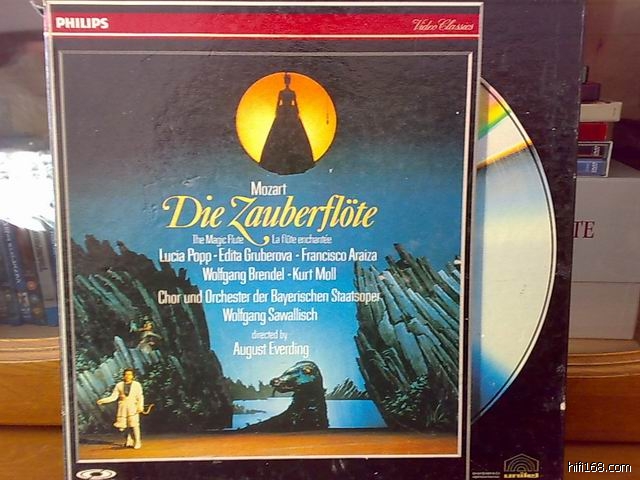 PHILIPS
Video Classics
Mozart
Die Zauberflöte
The Magic Flute La flûte enchantée
Lucia Popp - Edita Gruberova - Francisco Araiza
Wolfgang Brendel - Kurt Moll
Chor und Orchester der Bayerischen Staatsoper
Wolfgang Sawallisch
directed by
August Everding
unitel
TE
hifi168.com